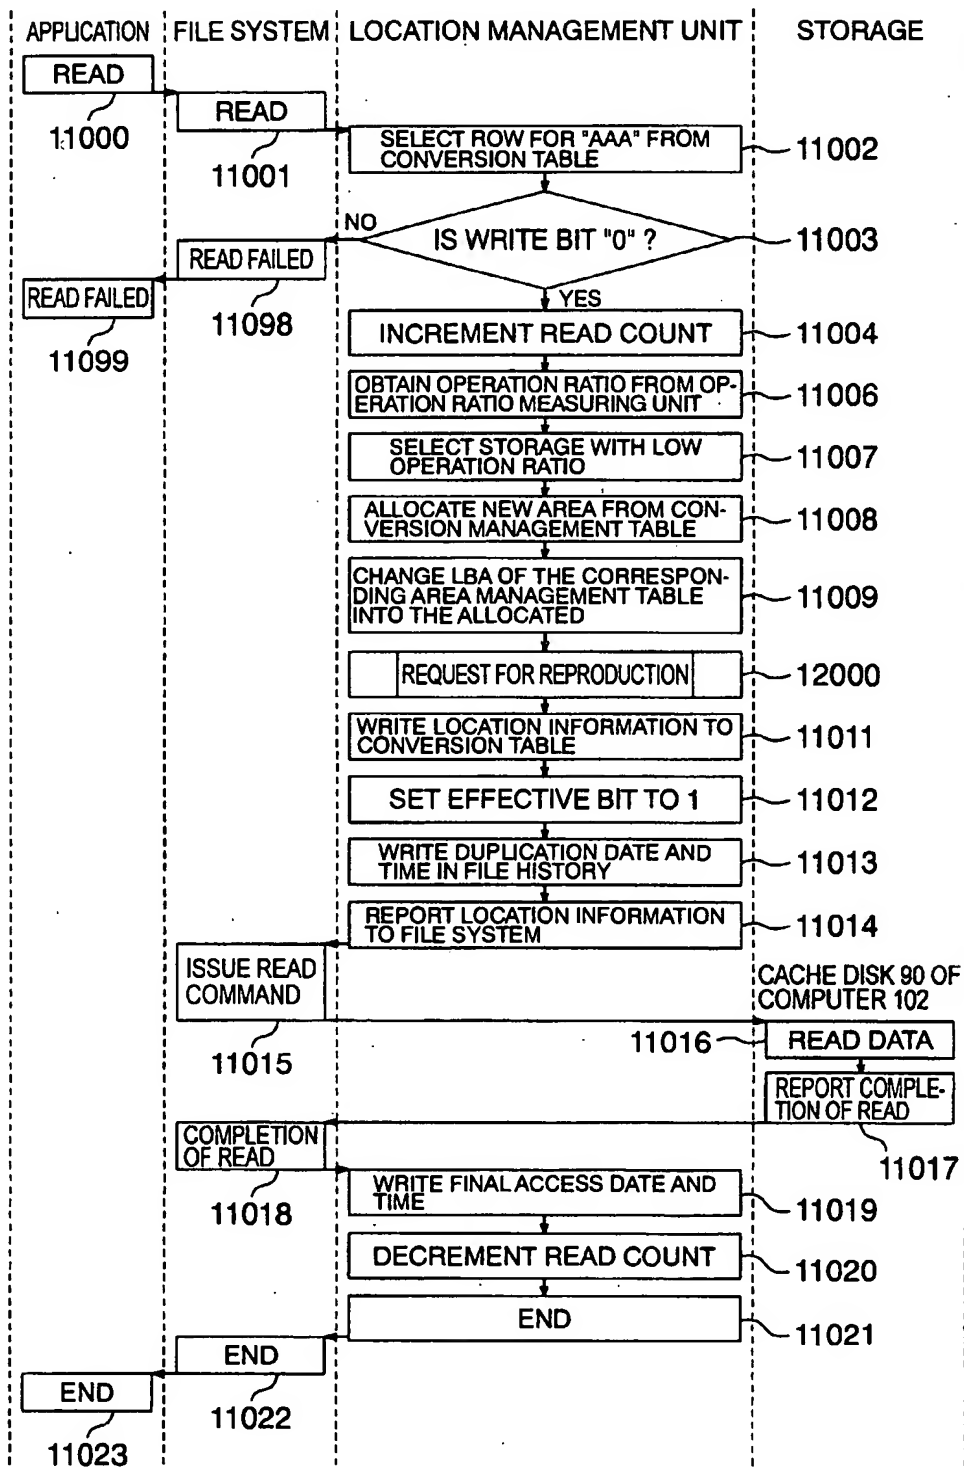 APPLICATION FILE SYSTEM LOCATION MANAGEMENT UNIT STORAGE
READ
11000
READ
11001
SELECT ROW FOR "AAA" FROM
CONVERSION TABLE
11002
IS WRITE BIT "0" ?
11003
NO
YES
READ FAILED
11098
READ FAILED
11099
INCREMENT READ COUNT
11004
OBTAIN OPERATION RATIO FROM OP-
ERATION RATIO MEASURING UNIT
11006
SELECT STORAGE WITH LOW
OPERATION RATIO
11007
ALLOCATE NEW AREA FROM CON-
VERSION MANAGEMENT TABLE
11008
CHANGE LBA OF THE CORRESPON-
DING AREA MANAGEMENT TABLE
INTO THE ALLOCATED
11009
REQUEST FOR REPRODUCTION
12000
WRITE LOCATION INFORMATION TO
CONVERSION TABLE
11011
SET EFFECTIVE BIT TO 1
11012
WRITE DUPLICATION DATE AND
TIME IN FILE HISTORY
11013
REPORT LOCATION INFORMATION
TO FILE SYSTEM
11014
ISSUE READ
COMMAND
11015
CACHE DISK 90 OF
COMPUTER 102
11016
READ DATA
REPORT COMPLE-
TION OF READ
11017
COMPLETION
OF READ
11018
WRITE FINAL ACCESS DATE AND
TIME
11019
DECREMENT READ COUNT
11020
END
11021
END
11022
END
11023